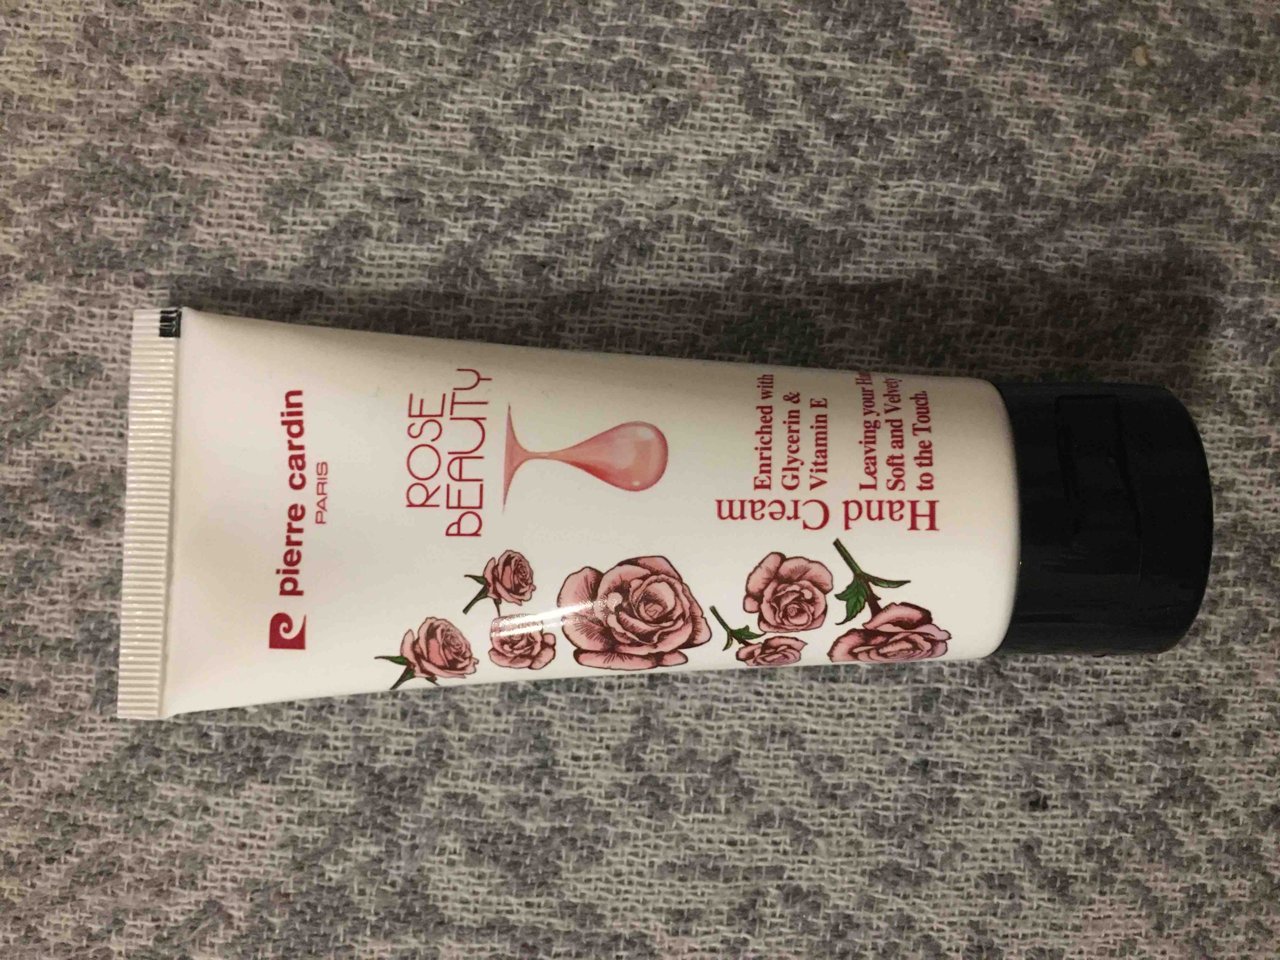 pierre cardin
PARIS
ROSE
BEAUTY
Hand Cream
Enriched with
Glycerin &
Vitamin E
Leaving your
Soft and Velvety
to the Touch.